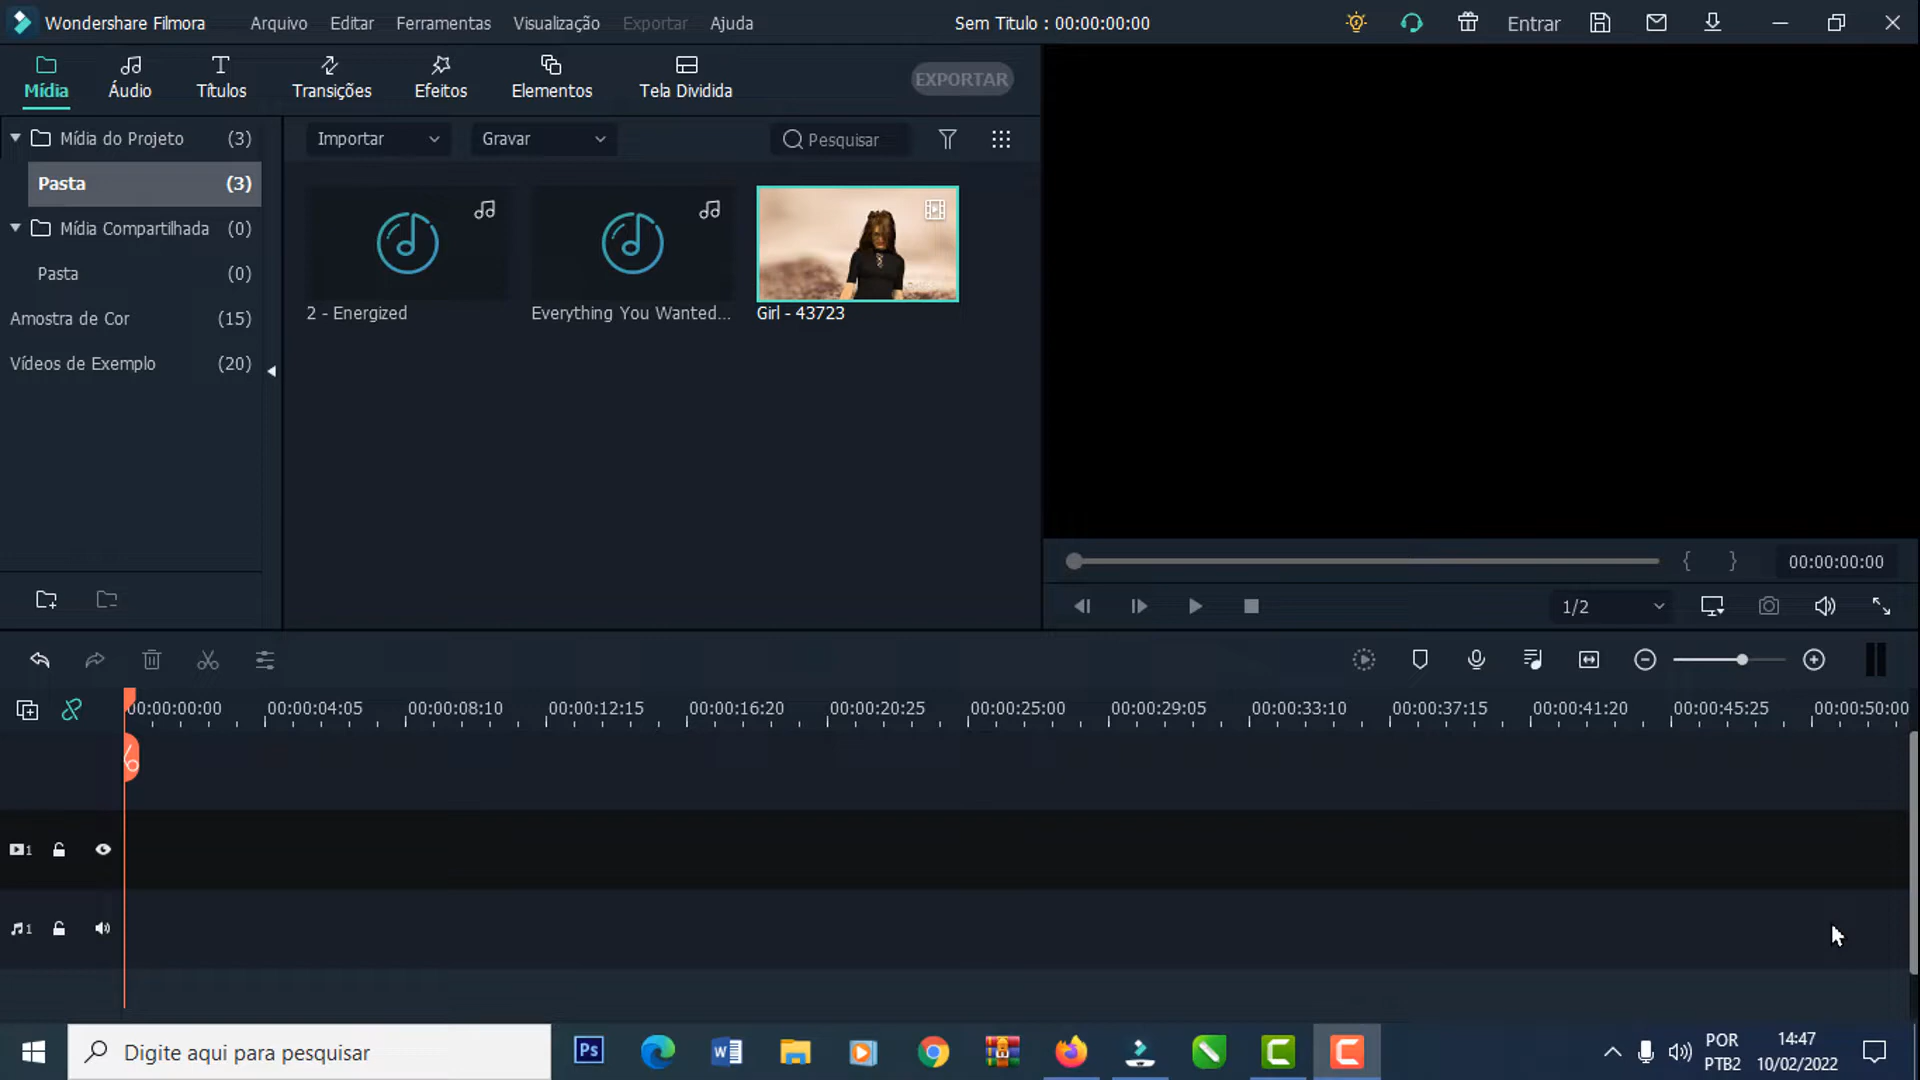 Wondershare Filmora Arquivo Editar Ferramentas Visualização Exportar Ajuda Sem Titulo : 00:00:00:00 Entrar
Mídia Áudio Títulos Transições Efeitos Elementos Tela Dividida EXPORTAR
Mídia do Projeto (3) Importar Gravar Pesquisar
Pasta (3)
Mídia Compartilhada (0)
Pasta (0)
Amostra de Cor (15) 2 - Energized Everything You Wanted... Girl - 43723
Vídeos de Exemplo (20)
{ } 00:00:00:00
1/2
00:00:00:00 00:00:04:05 00:00:08:10 00:00:12:15 00:00:16:20 00:00:20:25 00:00:25:00 00:00:29:05 00:00:33:10 00:00:37:15 00:00:41:20 00:00:45:25 00:00:50:00
1
1
Digite aqui para pesquisar Ps W POR 14:47
PTB2 10/02/2022